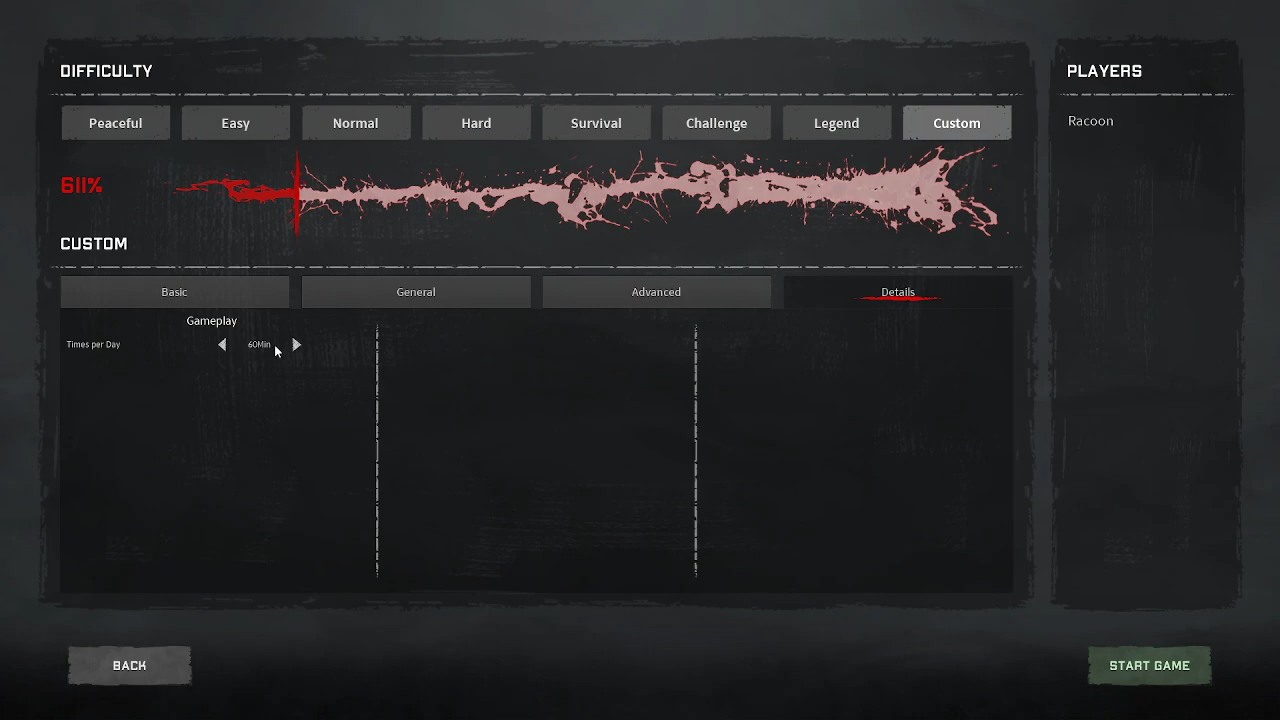 DIFFICULTY
PLAYERS
Peaceful Easy Normal Hard Survival Challenge Legend Custom
Racoon
611%
CUSTOM
Basic General Advanced Details
Gameplay
Times per Day 60Min
BACK START GAME